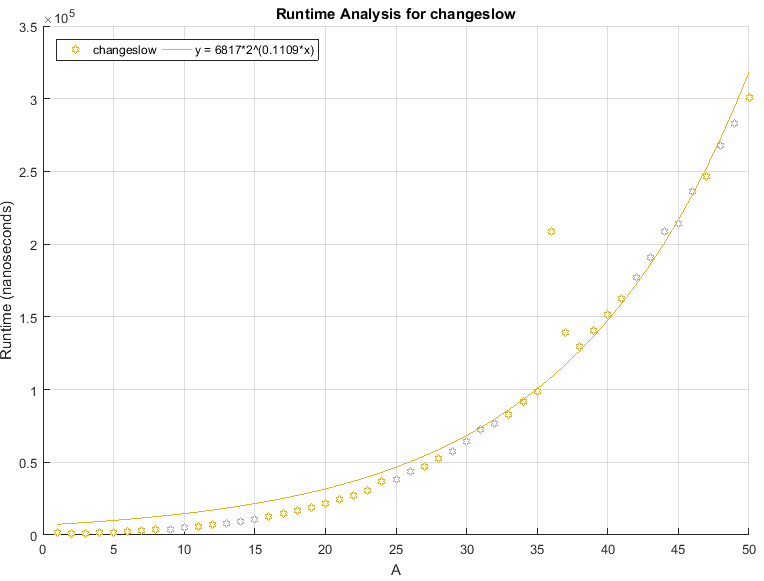 Runtime Analysis for changeslow
×10^5
changeslow y = 6817*2^(0.1109*x)
Runtime (nanoseconds)
3.5
3
2.5
2
1.5
1
0.5
0
0 5 10 15 20 25 30 35 40 45 50
A